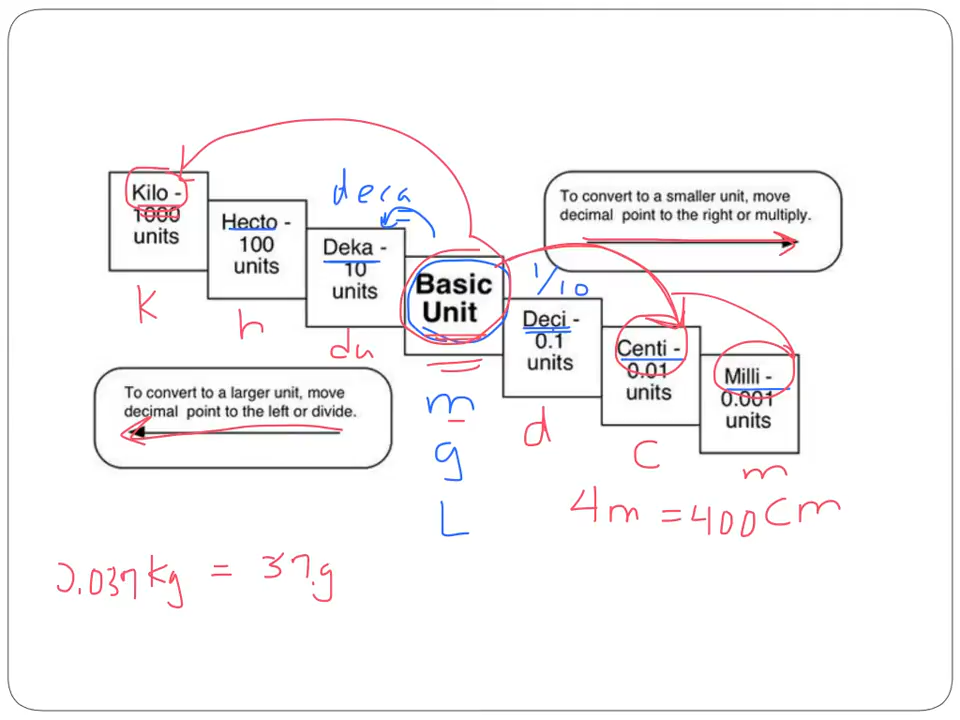 deca
Kilo -
1000
units
Hecto -
100
units
Deka -
10
units
Basic
Unit
To convert to a smaller unit, move
decimal point to the right or multiply.
1/10
Deci -
0.1
units
Centi -
0.01
units
Milli -
0.001
units
k
h
da
To convert to a larger unit, move
decimal point to the left or divide.
m
g
L
d
c
m
4m = 400cm
0.037kg = 37.g